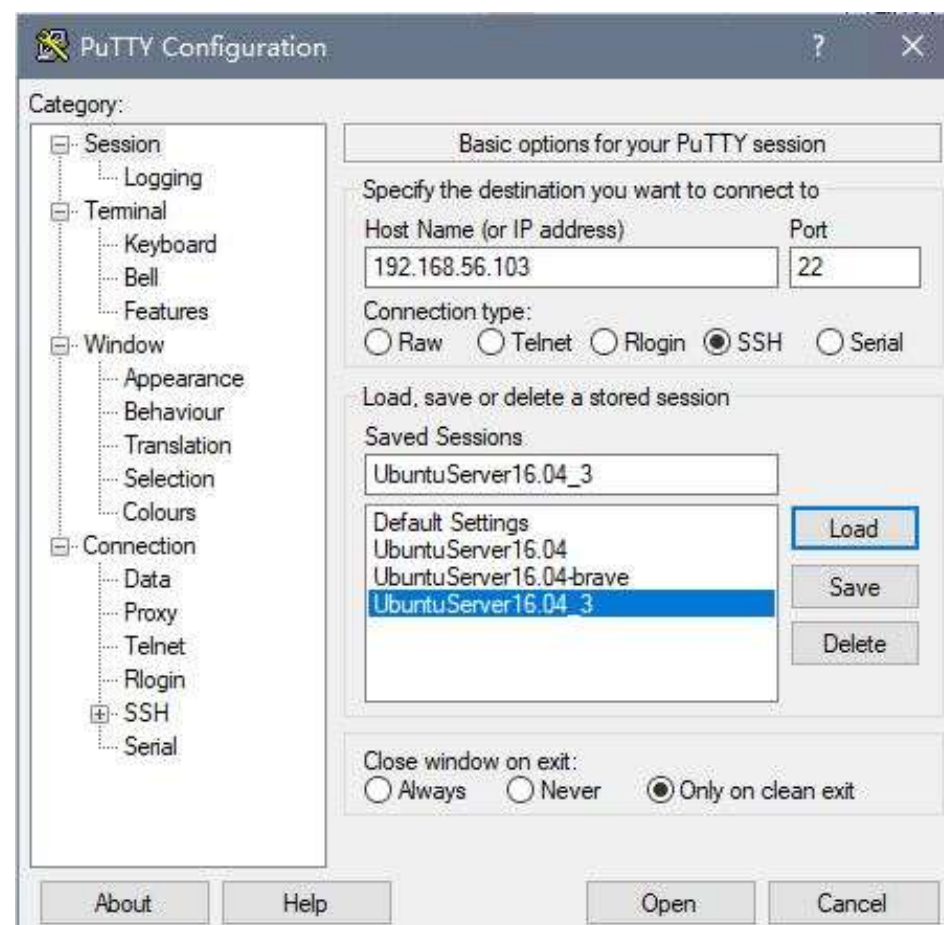 PuTTY Configuration
?
Category:
Session
Logging
Terminal
Keyboard
Bell
Features
Window
Appearance
Behaviour
Translation
Selection
Colours
Connection
Data
Proxy
Telnet
Rlogin
SSH
Serial
Basic options for your PuTTY session
Specify the destination you want to connect to
Host Name (or IP address) Port
192.168.56.103 22
Connection type:
Raw Telnet Rlogin SSH Serial
Load, save or delete a stored session
Saved Sessions
UbuntuServer16.04_3
Default Settings
UbuntuServer16.04
UbuntuServer16.04-brave
UbuntuServer16.04_3
Load
Save
Delete
Close window on exit:
Always Never Only on clean exit
About Help Open Cancel